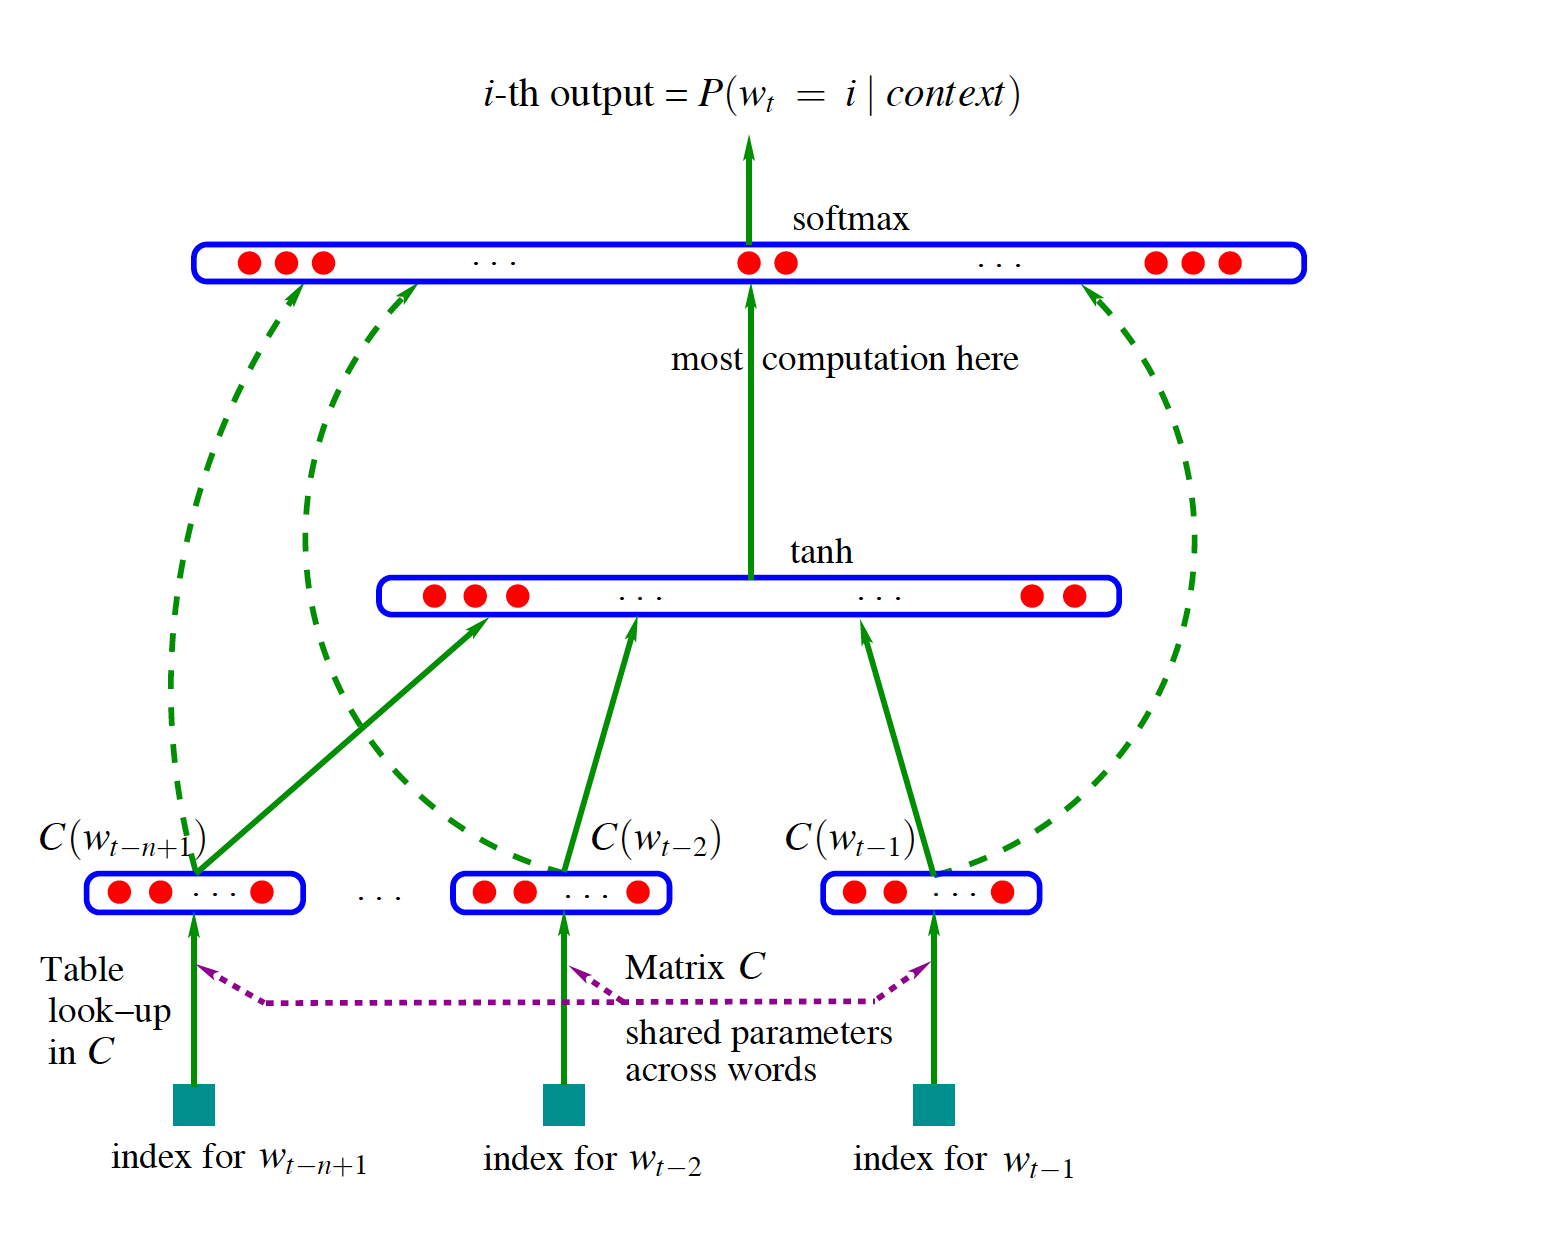 i-th output = P(w_t = i | context)
softmax
. . .
. . .
most computation here
tanh
. . .
. . .
C(w_{t−n+1})
C(w_{t−2})
C(w_{t−1})
. . .
. . .
. . .
. . .
Table
look−up
in C
Matrix C
shared parameters
across words
index for w_{t−n+1}
index for w_{t−2}
index for w_{t−1}